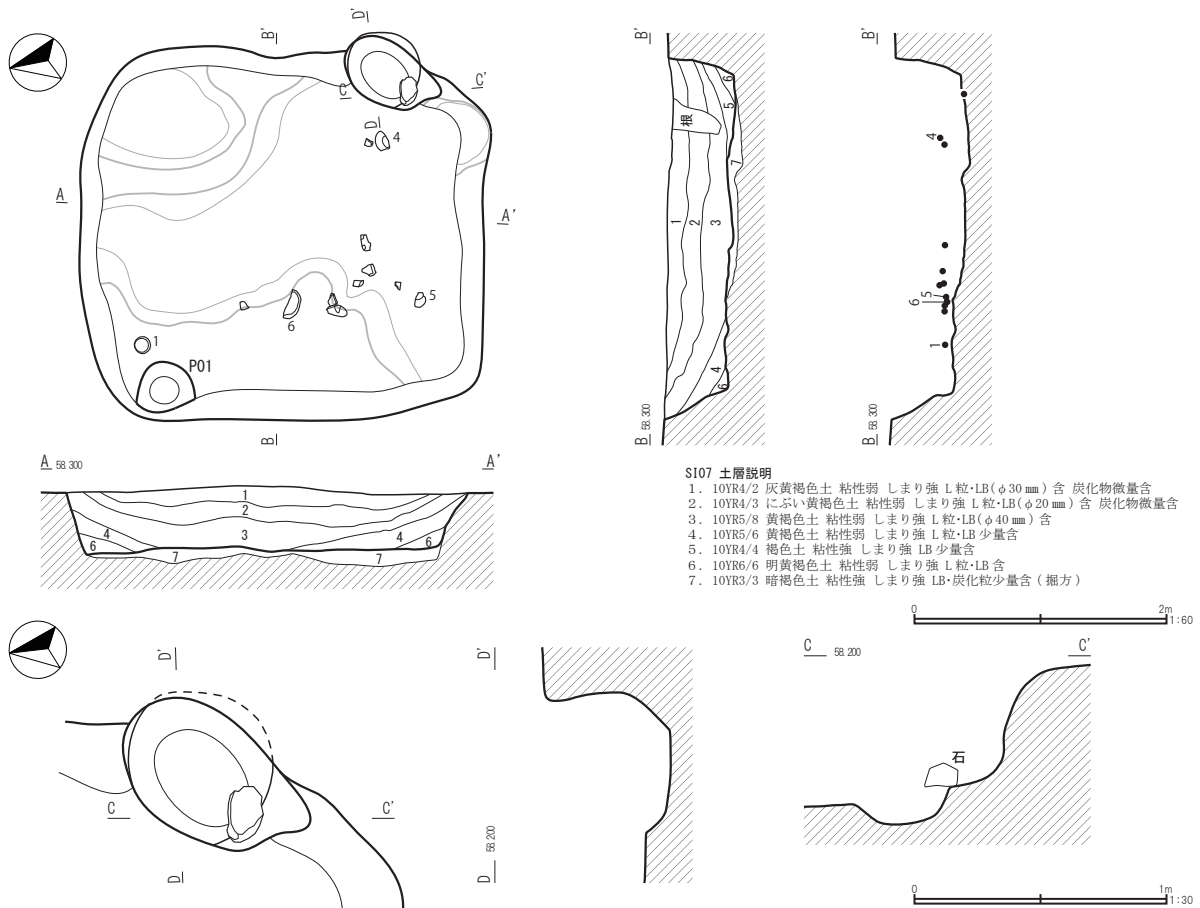 D'
B'
C'
C
D
4
A
A'
5
6
1
P01
B
B'
6
5
根
7
1
2
3
4
6
B 58.300
B'
4
5
6
1
B 58.300
A 58.300
A'
1
2
3
4
4
6
6
7
7
SI07 土層説明
1. 10YR4/2 灰黄褐色土 粘性弱 しまり強 L粒・LB(φ30㎜)含 炭化物微量含
2. 10YR4/3 にぶい黄褐色土 粘性弱 しまり強 L粒・LB(φ20㎜)含 炭化物微量含
3. 10YR5/8 黄褐色土 粘性弱 しまり強 L粒・LB(φ40㎜)含
4. 10YR5/6 黄褐色土 粘性弱 しまり強 L粒・LB 少量含
5. 10YR4/4 褐色土 粘性強 しまり強 LB 少量含
6. 10YR6/6 明黄褐色土 粘性弱 しまり強 L粒・LB 含
7. 10YR3/3 暗褐色土 粘性強 しまり強 LB・炭化粒少量含(掘方)
0 2m
1:60
D'
C
C'
D
D'
D 58.200
C 58.200
C'
石
0 1m
1:30